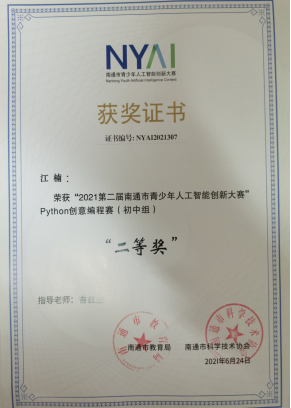 NYAI
南通市青少年人工智能创新大赛
Nantong Youth Artificial Intelligence Contest
获奖证书
证书编号: NYAI2021307
江楠：
荣获“2021第二届南通市青少年人工智能创新大赛”
Python创意编程赛（初中组）
“二等奖”
指导老师：
南通市教育局 南通市科学技术协会
2021年6月24日